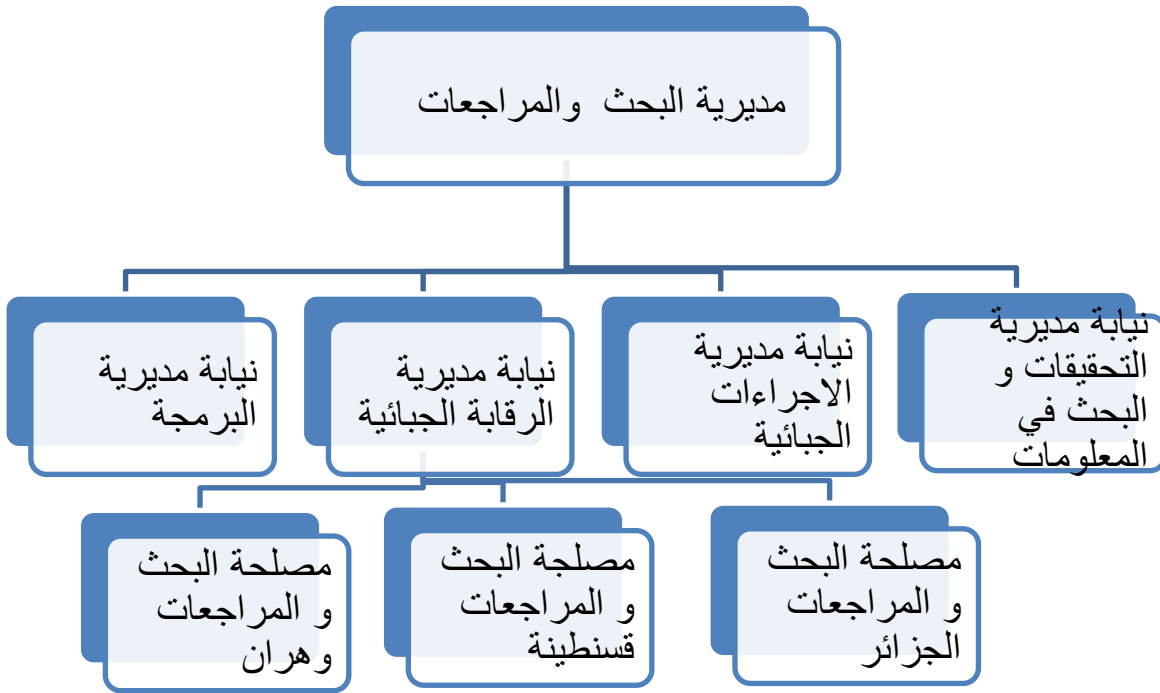 مديرية البحث والمراجعات
نيابة مديرية
التحقيقات و
البحث في
المعلومات
نيابة مديرية
الاجراءات
الجبائية
نيابة مديرية
الرقابة الجبائية
نيابة مديرية
البرمجة
مصلحة البحث
و المراجعات
الجزائر
مصلجة البحث
و المراجعات
قسنطينة
مصلحة البحث
و المراجعات
وهران